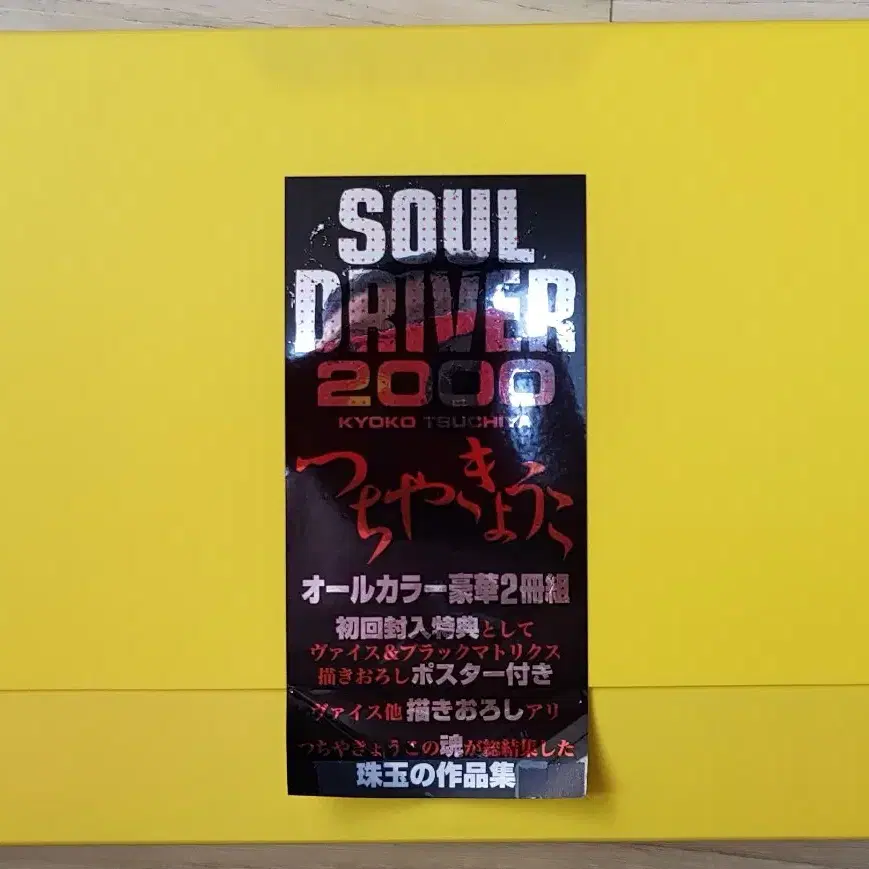 SOUL
DRIVER
2000
KYOKO TSUCHIYA
つちやきょうこ
オールカラー豪華2冊組
初回封入特典として
ヴァイス&ブラックマトリクス
描きおろしポスター付き
ヴァイス他描きおろしアリ
つちやきょうこの魂が総結集した
珠玉の作品集